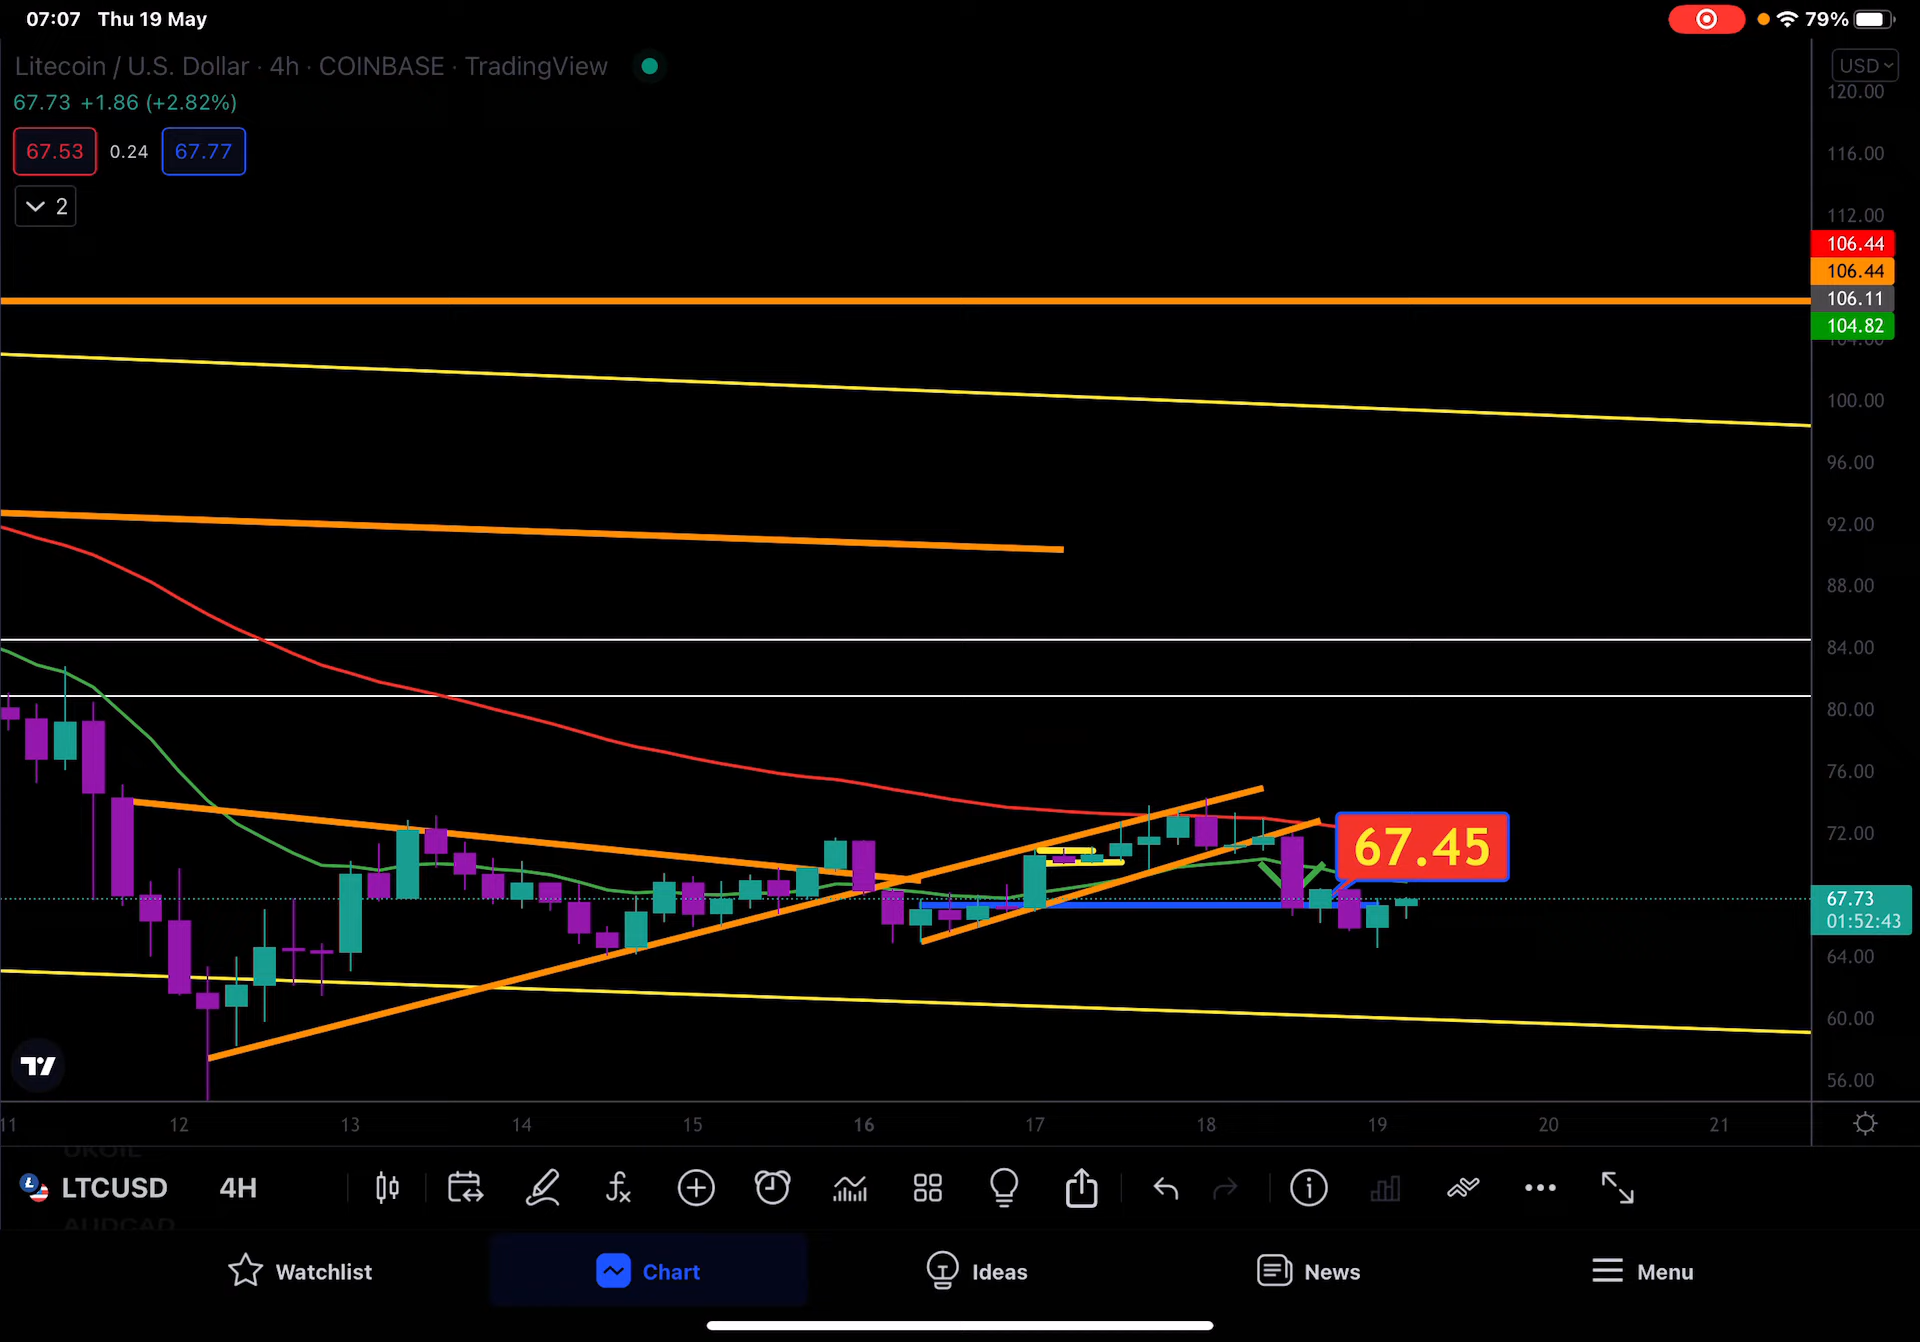 07:07 Thu 19 May
79%
Litecoin / U.S. Dollar · 4h · COINBASE · TradingView
USD
67.73 +1.86 (+2.82%)
67.53 0.24 67.77
2
120.00
116.00
112.00
106.44
106.44
106.11
104.82
100.00
96.00
92.00
88.00
84.00
80.00
76.00
72.00
67.45
67.73
01:52:43
64.00
60.00
56.00
11 12 13 14 15 16 17 18 19 20 21
UKOIL
LTCUSD 4H
AUDCAD
Watchlist Chart Ideas News Menu